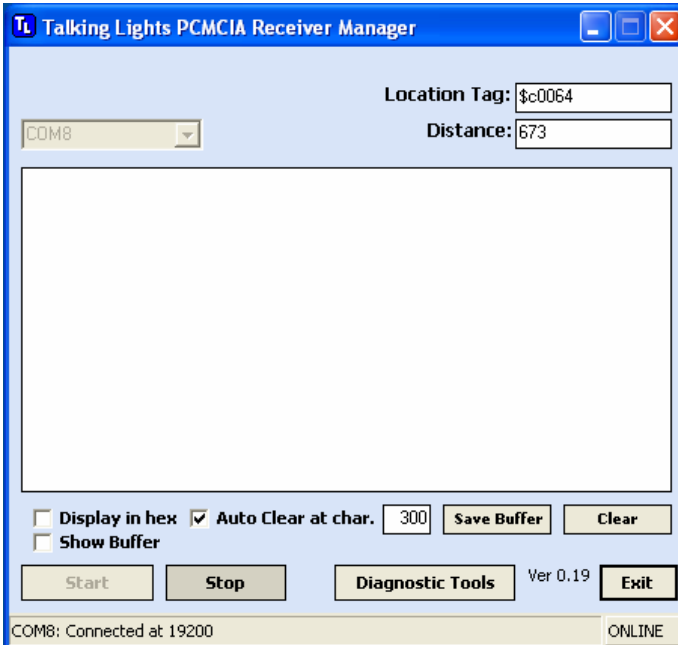 TL Talking Lights PCMCIA Receiver Manager
Location Tag: $c0064
COM8 Distance: 673
Display in hex Auto Clear at char. 300 Save Buffer Clear
Show Buffer
Start Stop Diagnostic Tools Ver 0.19 Exit
COM8: Connected at 19200 ONLINE